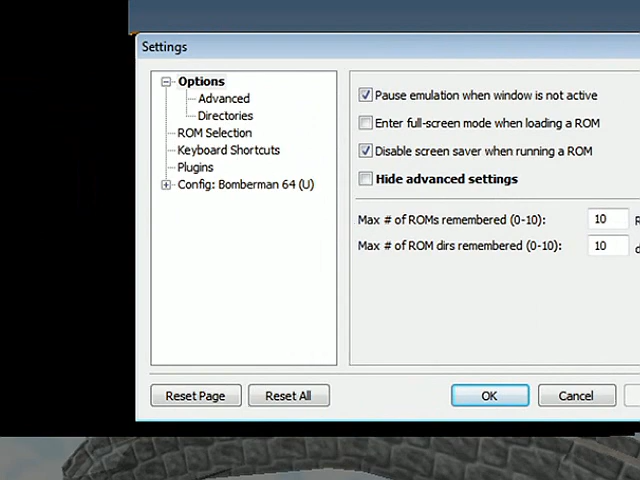 Settings
Options
Advanced
Directories
ROM Selection
Keyboard Shortcuts
Plugins
Config: Bomberman 64 (U)
Pause emulation when window is not active
Enter full-screen mode when loading a ROM
Disable screen saver when running a ROM
Hide advanced settings
Max # of ROMs remembered (0-10): 10
Max # of ROM dirs remembered (0-10): 10
Reset Page Reset All OK Cancel